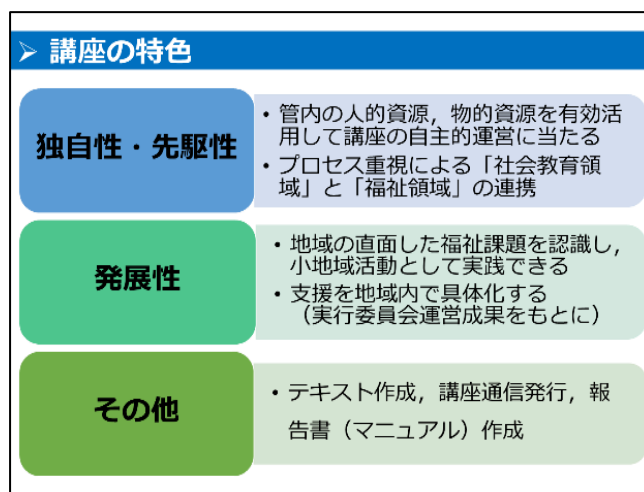 ➢ 講座の特色
独自性・先駆性
・管内の人的資源，物的資源を有効活
用して講座の自主的運営に当たる
・プロセス重視による「社会教育領
域」と「福祉領域」の連携
発展性
・地域の直面した福祉課題を認識し，
小地域活動として実践できる
・支援を地域内で具体化する
（実行委員会運営成果をもとに）
その他
・テキスト作成，講座通信発行，報
告書（マニュアル）作成